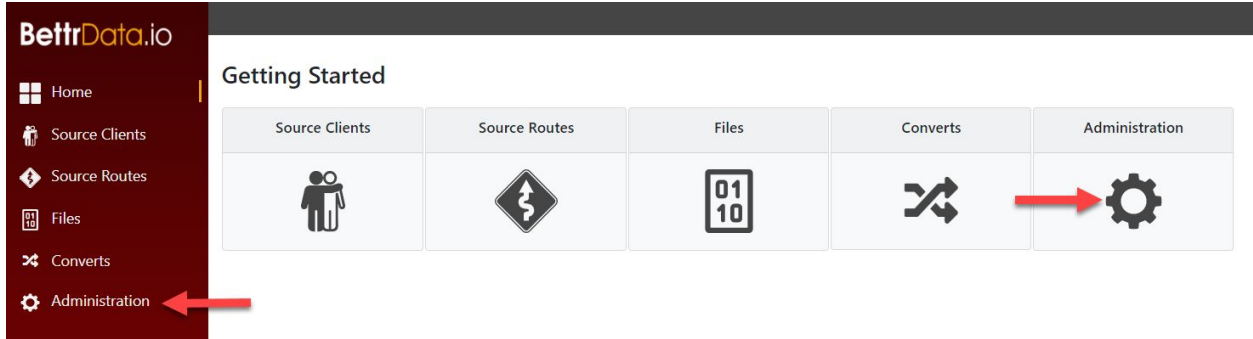 BettrData.io
Home
Source Clients
Source Routes
Files
Converts
Administration
Getting Started
Source Clients
Source Routes
Files
Converts
Administration
01
10